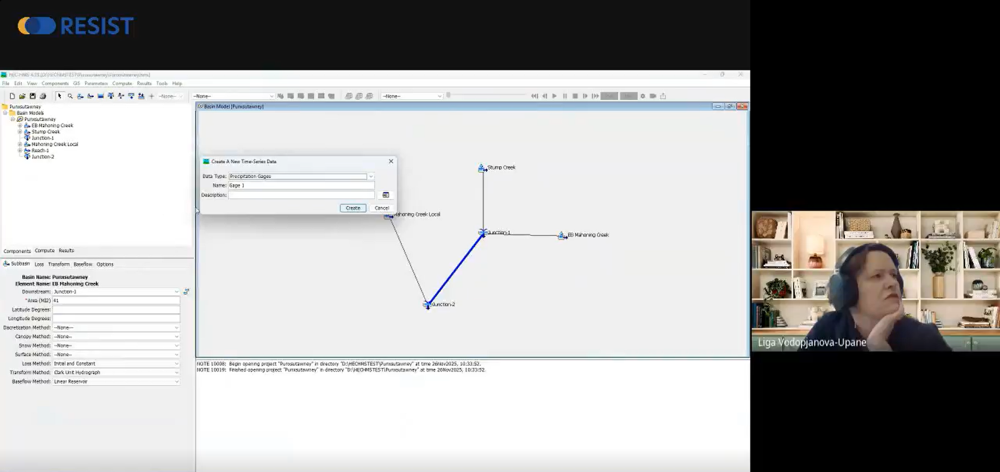 RESIST
HEC-HMS 4.13 [D:\HECHMSTEST\Punxsutawney\Punxsutawney.hms]
File Edit View Components GIS Parameters Compute Results Tools Help
--None-- --None-- --None--
Punxsutawney
Basin Models
Punxsutawney
EB Mahoning Creek
Stump Creek
Junction-1
Mahoning Creek Local
Reach-1
Junction-2
Components Compute Results
Subbasin Loss Transform Baseflow Options
Basin Name: Punxsutawney
Element Name: EB Mahoning Creek
Downstream: Junction-1
*Area (MI2) 41
Latitude Degrees:
Longitude Degrees:
Discretization Method: --None--
Canopy Method: --None--
Snow Method: --None--
Surface Method: --None--
Loss Method: Initial and Constant
Transform Method: Clark Unit Hydrograph
Baseflow Method: Linear Reservoir
Basin Model [Punxsutawney]
Create A New Time-Series Data
Data Type: Precipitation Gages
Name: Gage 1
Description:
Create Cancel
Stump Creek
Mahoning Creek Local
Junction-1
EB Mahoning Creek
Junction-2
NOTE 10008: Begin opening project "Punxsutawney" in directory "D:\HECHMSTEST\Punxsutawney" at time 26Nov2025, 10:33:52.
NOTE 10019: Finished opening project "Punxsutawney" in directory "D:\HECHMSTEST\Punxsutawney" at time 26Nov2025, 10:33:52.
Liga Vodopjanova-Upane